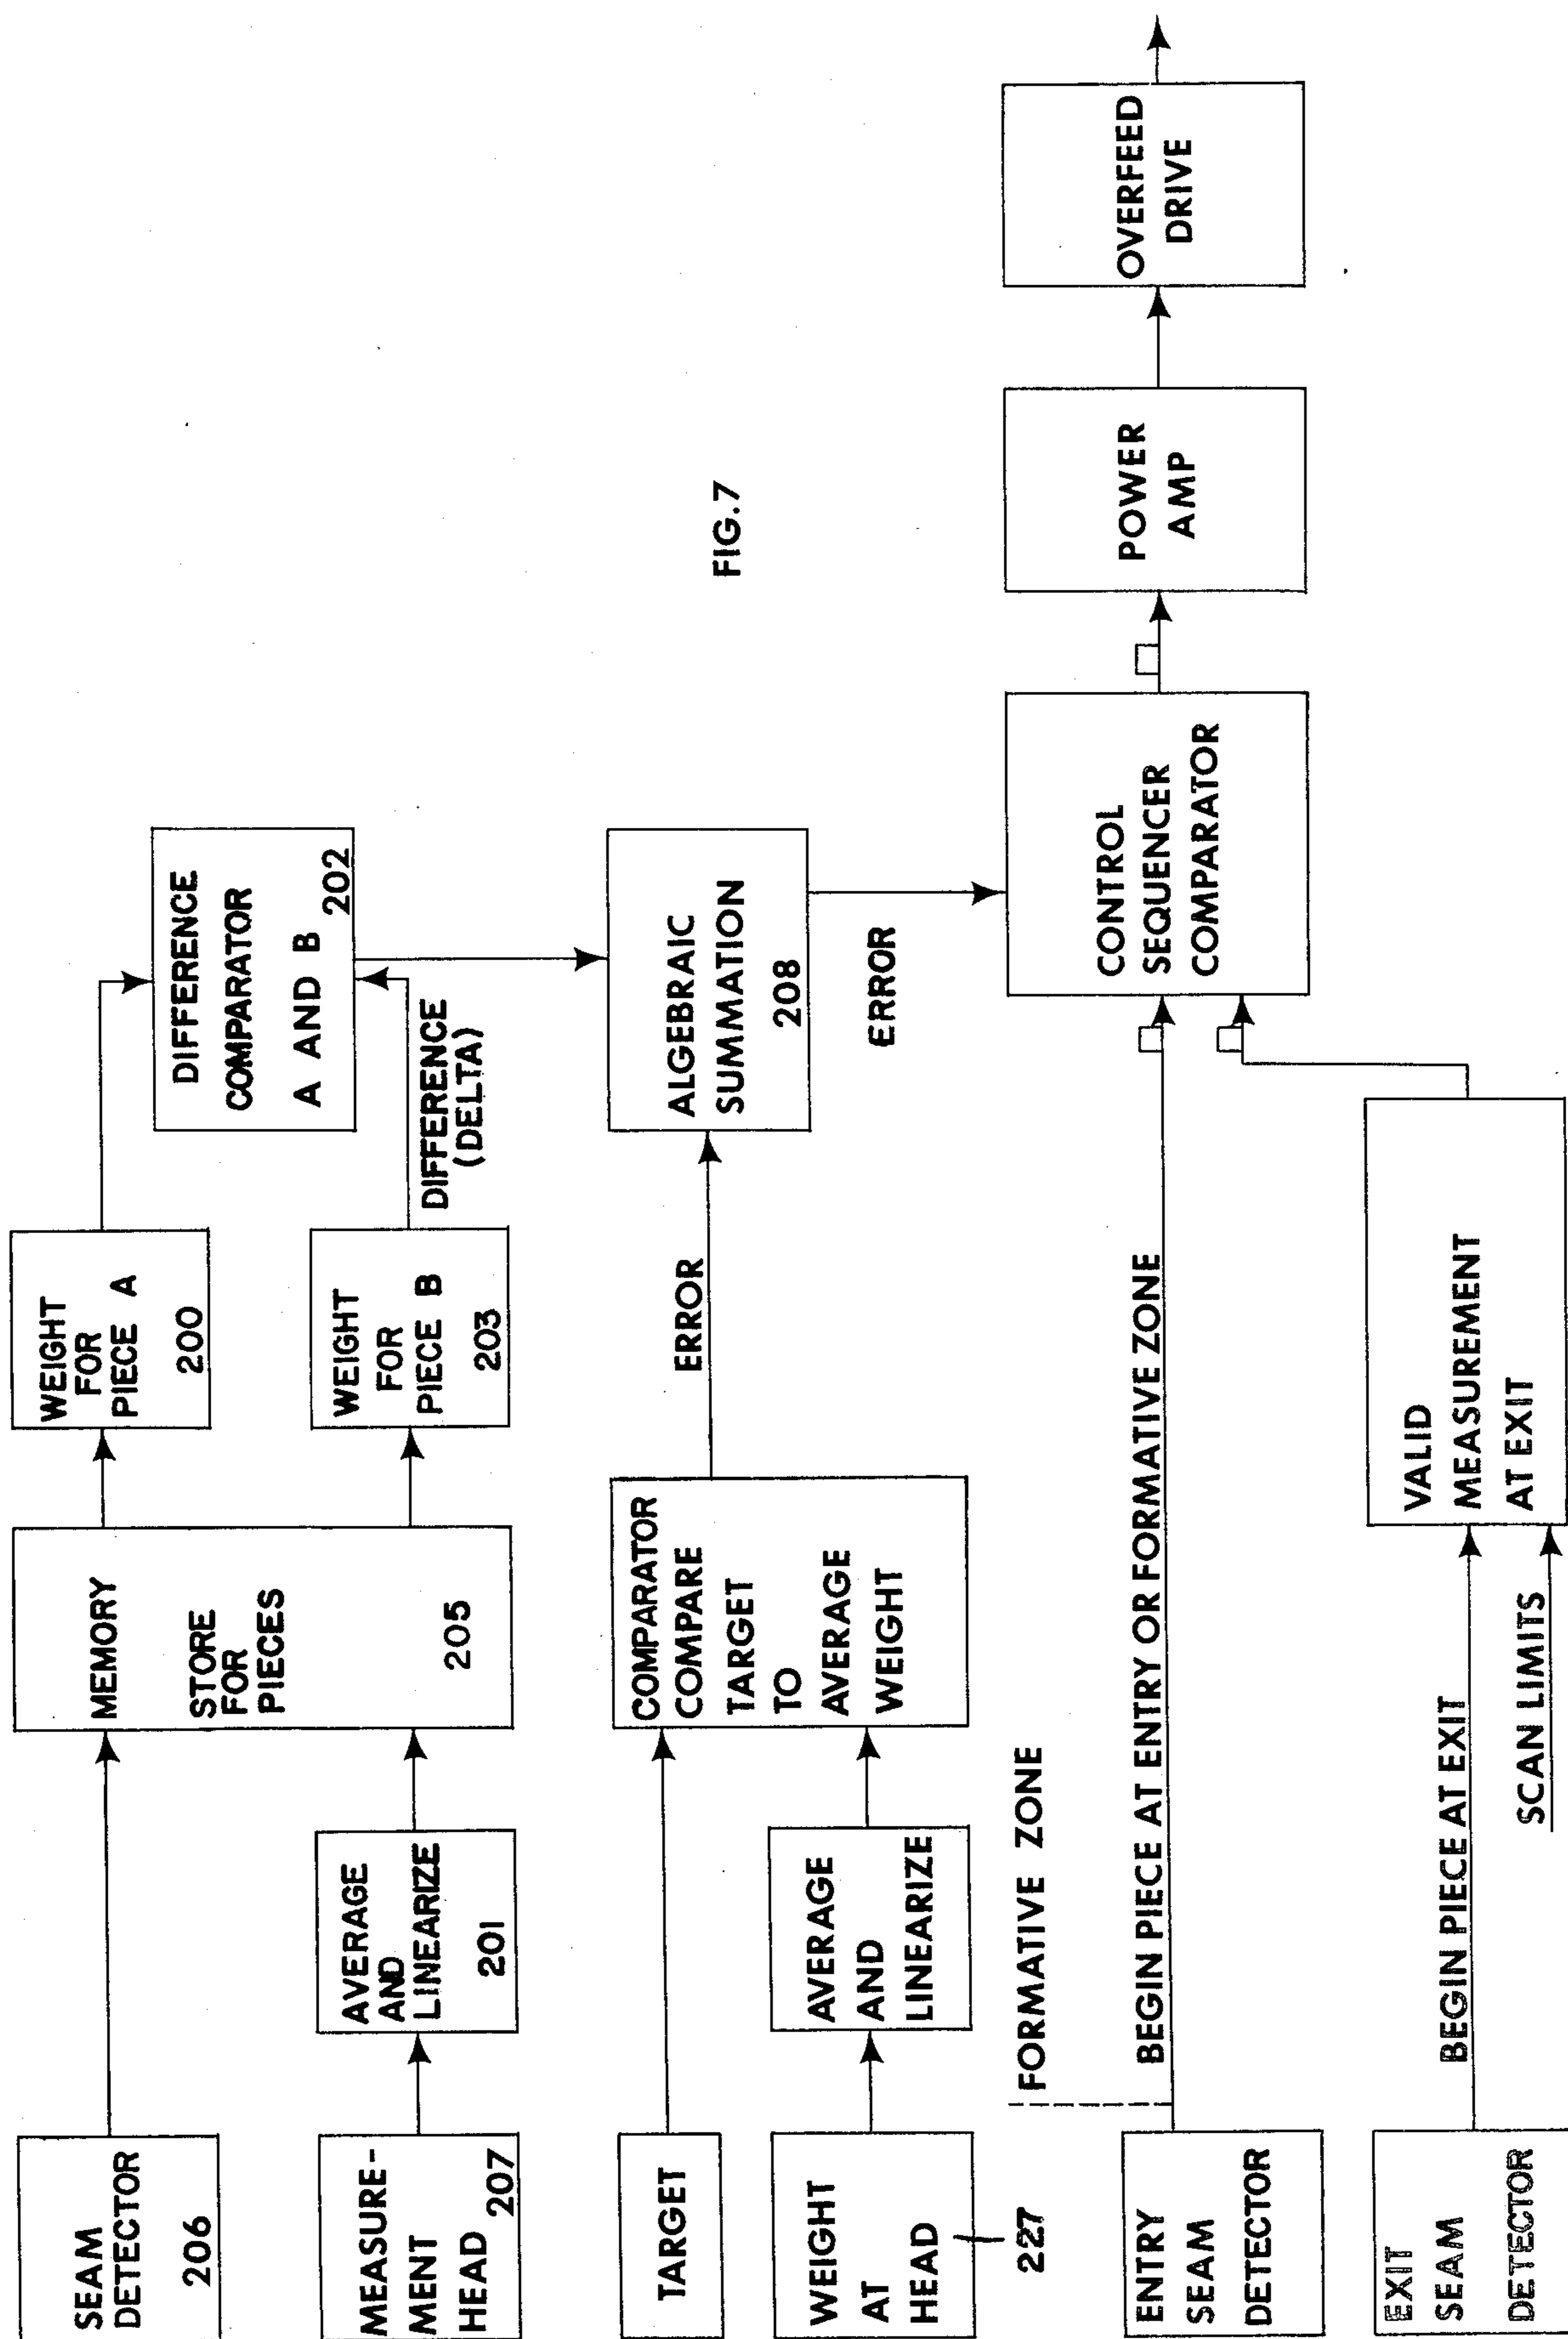 SEAM
DETECTOR
206
MEASURE-
MENT
HEAD 207
AVERAGE
AND
LINEARIZE
201
MEMORY
STORE
FOR
PIECES
205
WEIGHT
FOR
PIECE A
200
WEIGHT
FOR
PIECE B
203
DIFFERENCE
COMPARATOR
A AND B
202
DIFFERENCE
(DELTA)
TARGET
WEIGHT
AT
HEAD
227
AVERAGE
AND
LINEARIZE
COMPARATOR
COMPARE
TARGET
TO
AVERAGE
WEIGHT
ERROR
ALGEBRAIC
SUMMATION
208
ERROR
FIG.7
FORMATIVE ZONE
ENTRY
SEAM
DETECTOR
BEGIN PIECE AT ENTRY OR FORMATIVE ZONE
CONTROL
SEQUENCER
COMPARATOR
POWER
AMP
OVERFEED
DRIVE
EXIT
SEAM
DETECTOR
BEGIN PIECE AT EXIT
SCAN LIMITS
VALID
MEASUREMENT
AT EXIT